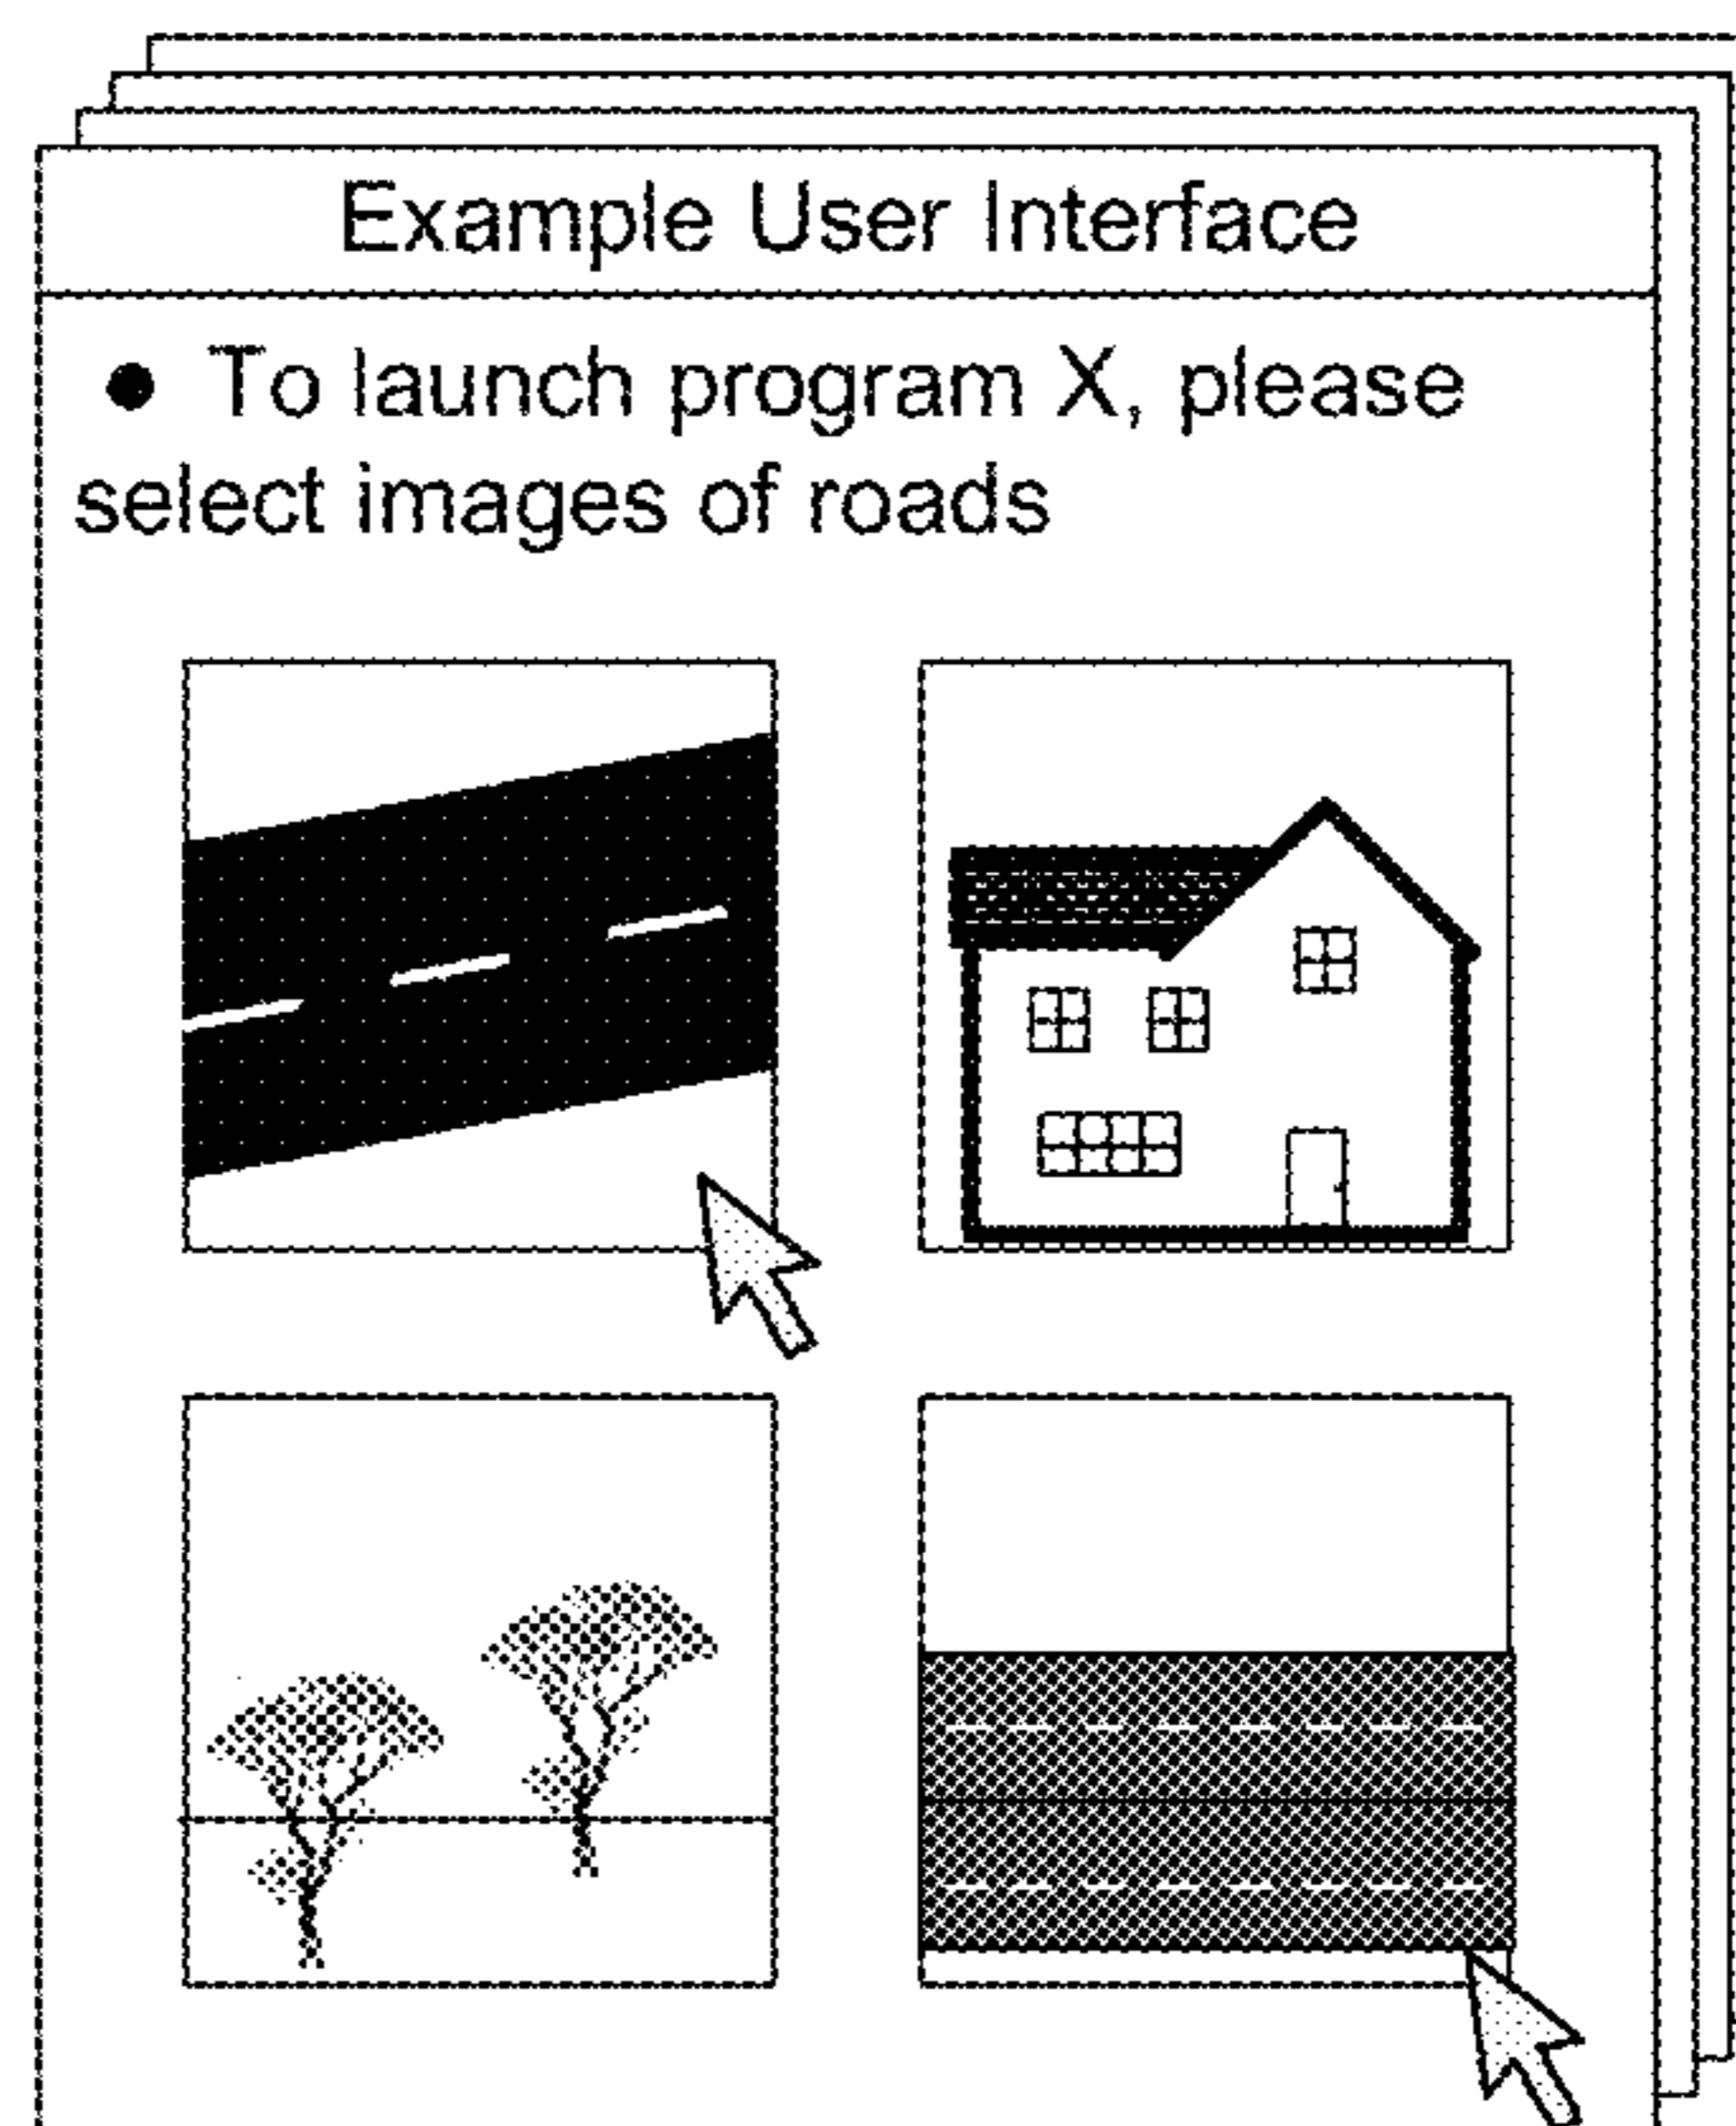 Example User Interface
● To launch program X, please
select images of roads